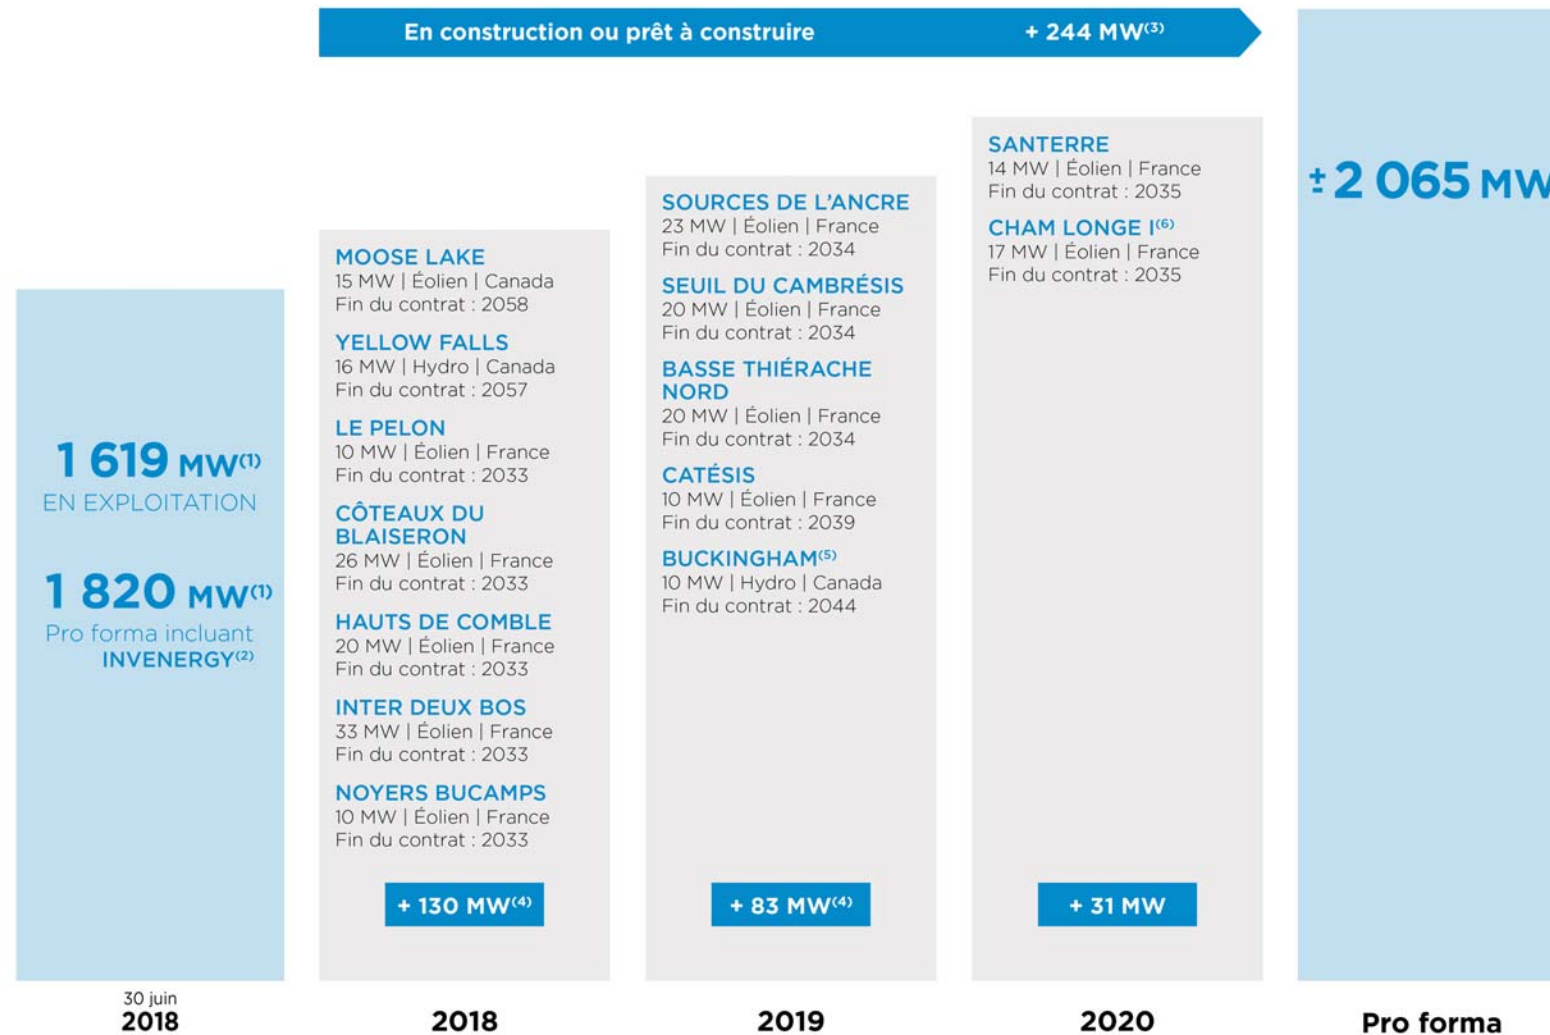 En construction ou prêt à construire + 244 MW(3)
1 619 MW(1)
EN EXPLOITATION
1 820 MW(1)
Pro forma incluant
INVENERGY(2)
30 juin
2018
MOOSE LAKE
15 MW | Éolien | Canada
Fin du contrat : 2058
YELLOW FALLS
16 MW | Hydro | Canada
Fin du contrat : 2057
LE PELON
10 MW | Éolien | France
Fin du contrat : 2033
CÔTEAUX DU
BLAISERON
26 MW | Éolien | France
Fin du contrat : 2033
HAUTS DE COMBLE
20 MW | Éolien | France
Fin du contrat : 2033
INTER DEUX BOS
33 MW | Éolien | France
Fin du contrat : 2033
NOYERS BUCAMPS
10 MW | Éolien | France
Fin du contrat : 2033
+ 130 MW(4)
2018
SOURCES DE L'ANCRE
23 MW | Éolien | France
Fin du contrat : 2034
SEUIL DU CAMBRÉSIS
20 MW | Éolien | France
Fin du contrat : 2034
BASSE THIÉRACHE
NORD
20 MW | Éolien | France
Fin du contrat : 2034
CATÉSIS
10 MW | Éolien | France
Fin du contrat : 2039
BUCKINGHAM(5)
10 MW | Hydro | Canada
Fin du contrat : 2044
+ 83 MW(4)
2019
SANTERRE
14 MW | Éolien | France
Fin du contrat : 2035
CHAM LONGE I(6)
17 MW | Éolien | France
Fin du contrat : 2035
+ 31 MW
2020
± 2 065 MW
Pro forma